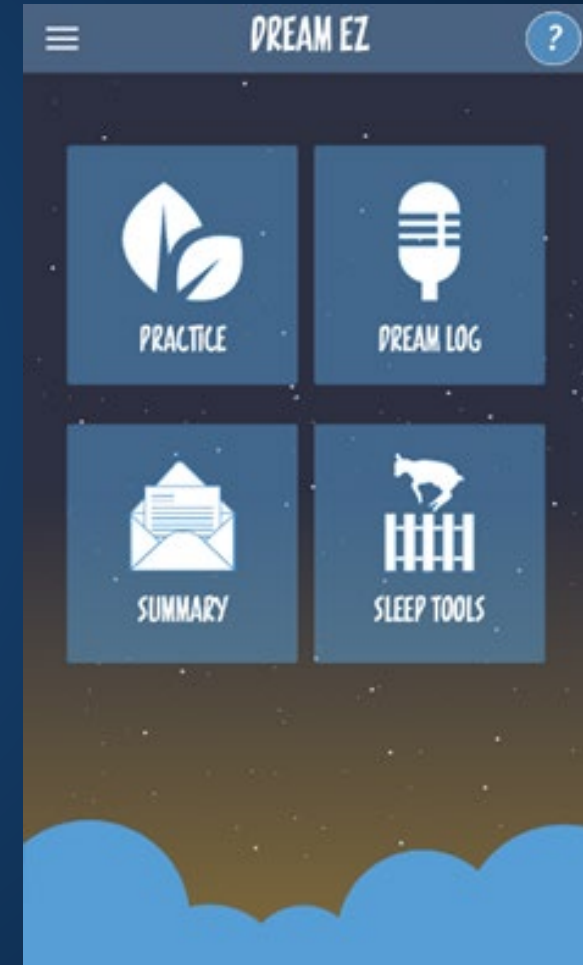 DREAM EZ
?
PRACTICE
DREAM LOG
SUMMARY
SLEEP TOOLS